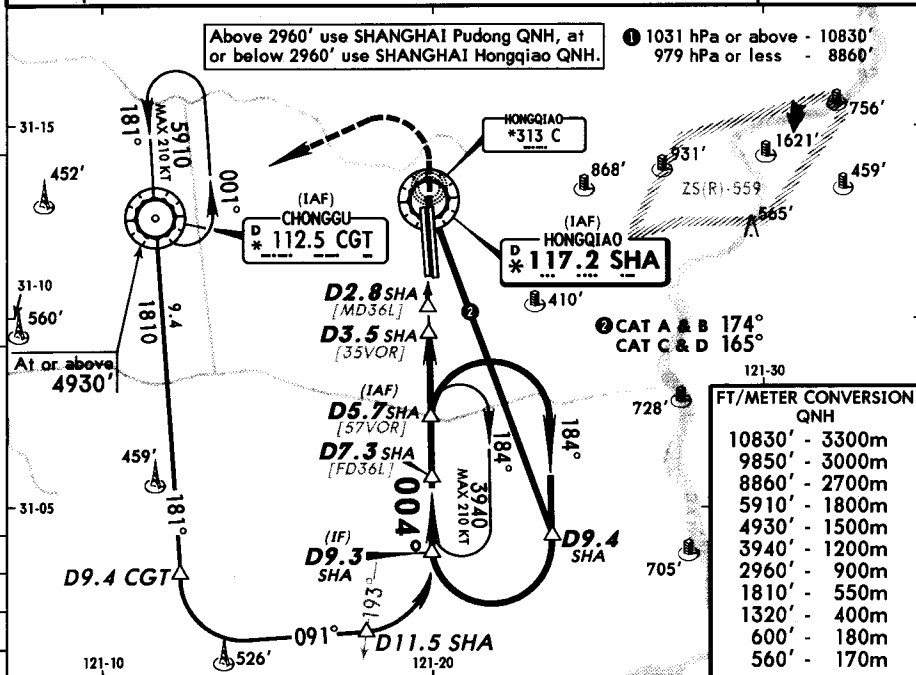 Above 2960' use SHANGHAI Pudong QNH, at
or below 2960' use SHANGHAI Hongqiao QNH.
1 1031 hPa or above - 10830'
979 hPa or less - 8860'
31-15
181°
5910
MAX 210 KT
001°
452'
HONGQIAO
*313 C
868'
931'
1621'
756'
459'
ZS(R)-559
565'
(IAF)
CHONGGU
D
* 112.5 CGT
(IAF)
HONGQIAO
D
* 117.2 SHA
31-10
560'
9.4
1810
At or above
4930'
D2.8 SHA
[MD36L]
D3.5 SHA
[35VOR]
410'
2
2 CAT A & B 174°
CAT C & D 165°
121-30
(IAF)
D5.7 SHA
[57VOR]
D7.3 SHA
[FD36L]
184°
184°
3940
MAX 210 KT
728'
459'
31-05
181°
004°
(IF)
D9.3
SHA
D9.4
SHA
705'
D9.4 CGT
193°
091°
D11.5 SHA
526'
121-10
121-20
FT/METER CONVERSION
QNH
10830' - 3300m
9850' - 3000m
8860' - 2700m
5910' - 1800m
4930' - 1500m
3940' - 1200m
2960' - 900m
1810' - 550m
1320' - 400m
600' - 180m
560' - 170m